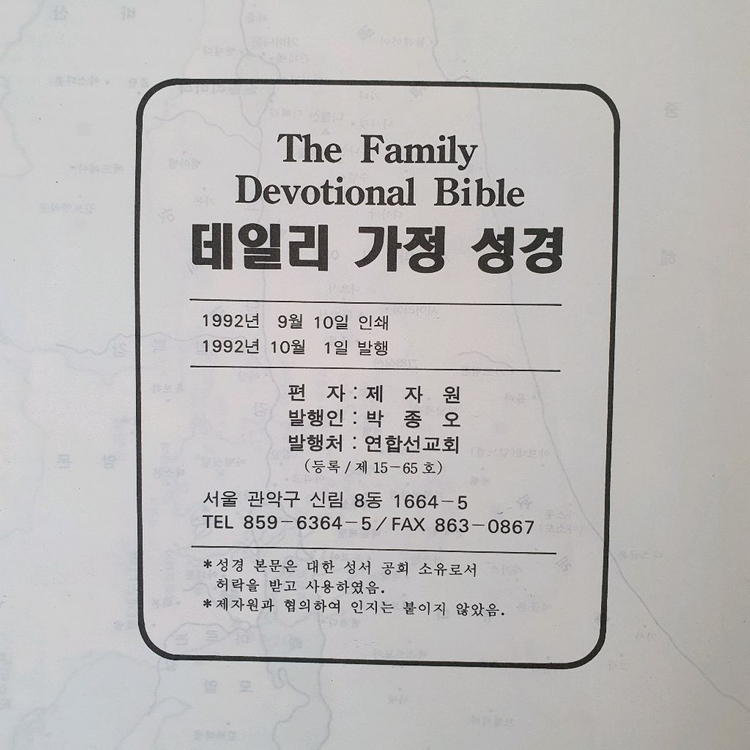 The Family
Devotional Bible
데일리 가정 성경
1992년 9월 10일 인쇄
1992년 10월 1일 발행
편 자 : 제 자 원
발행인 : 박 종 오
발행처 : 연합선교회
(등록 / 제 15-65 호)
서울 관악구 신림 8동 1664-5
TEL 859-6364-5 / FAX 863-0867
*성경 본문은 대한 성서 공회 소유로서
허락을 받고 사용하였음.
*제자원과 협의하여 인지는 붙이지 않았음.